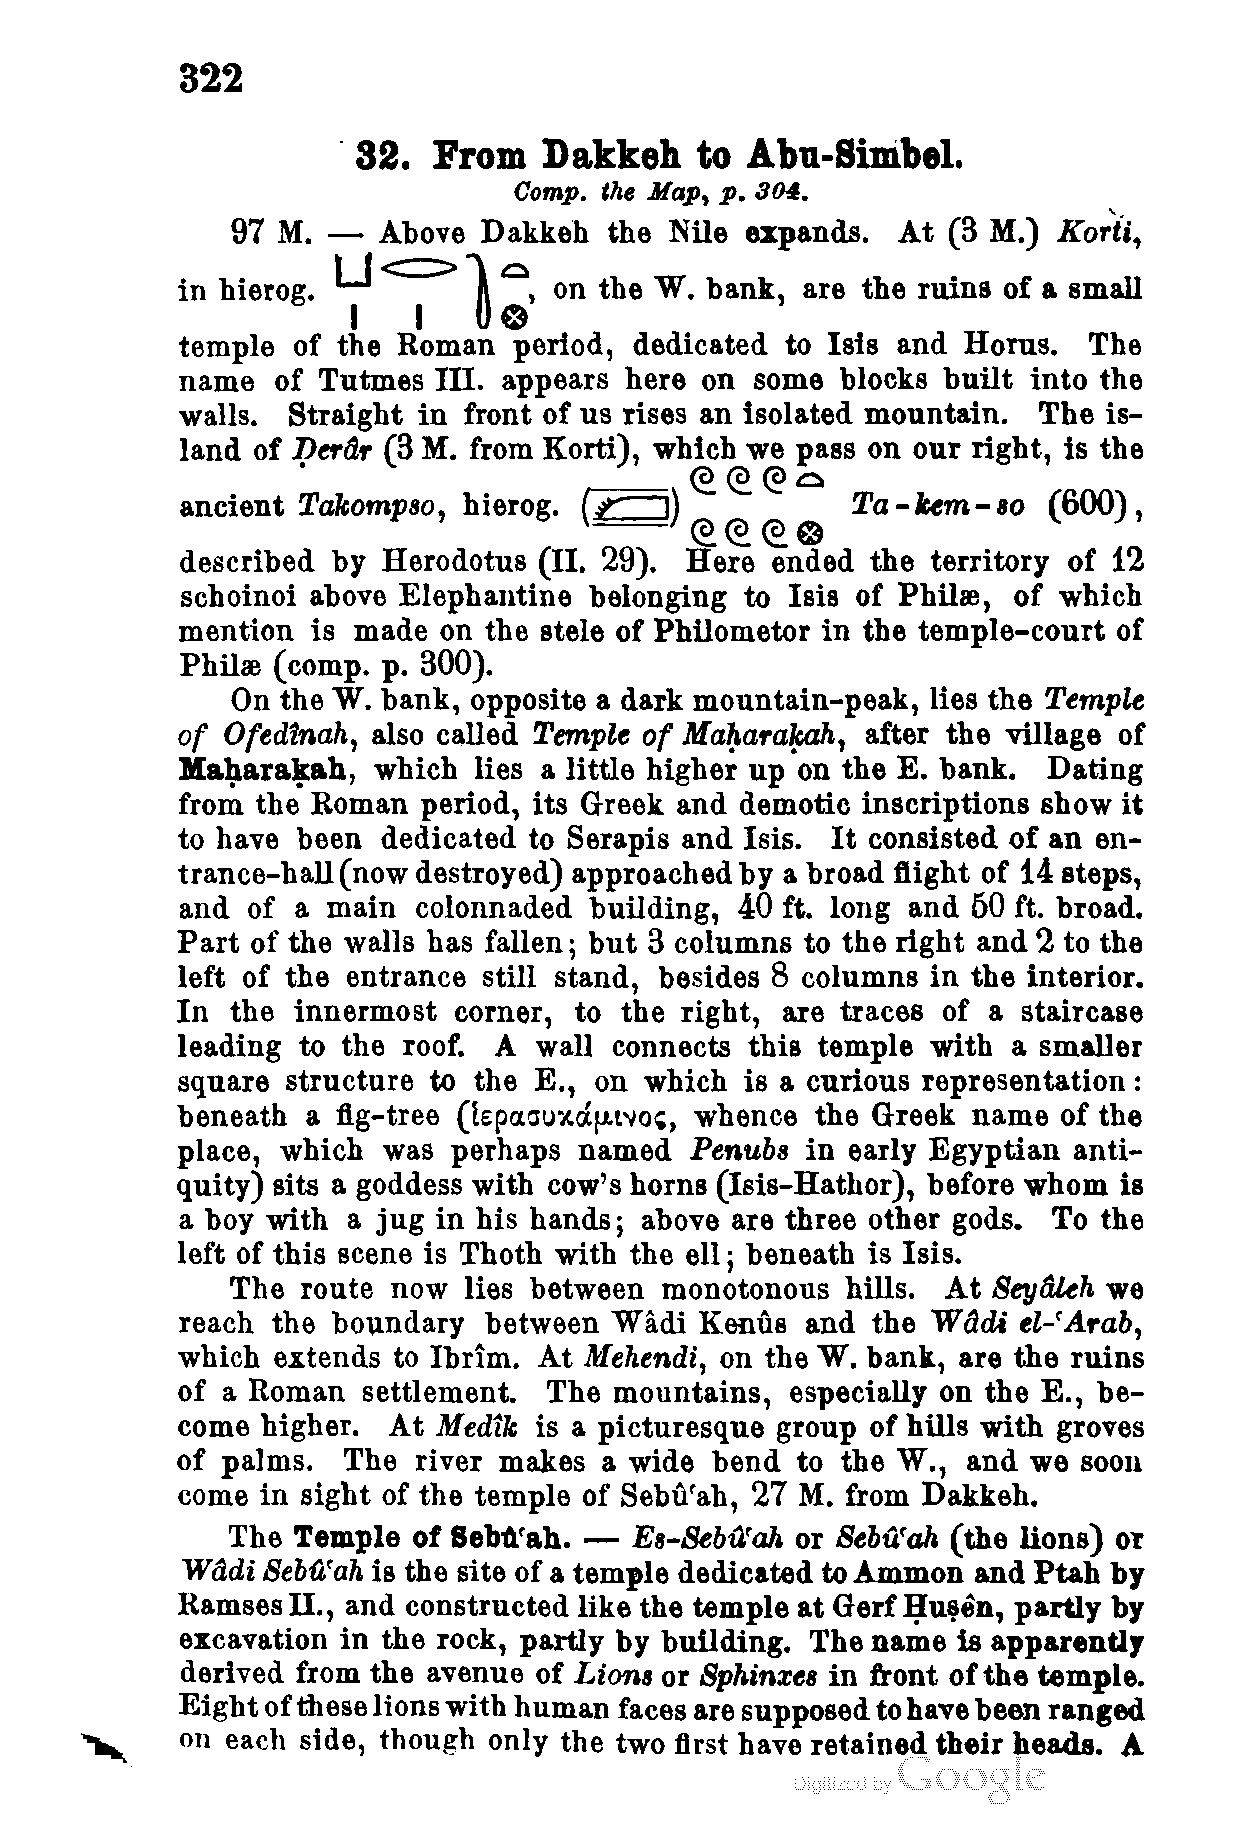 322
32. From Dakkeh to Abu-Simbel.
Comp. the Map, p. 304.
97 M. — Above Dakkeh the Nile expands. At (3 M.) Korti,
in hierog. , on the W. bank, are the ruins of a small
temple of the Roman period, dedicated to Isis and Horus. The
name of Tutmes III. appears here on some blocks built into the
walls. Straight in front of us rises an isolated mountain. The is-
land of Ḍerâr (3 M. from Korti), which we pass on our right, is the
ancient Takompso, hierog. Ta-kem-so (600),
described by Herodotus (II. 29). Here ended the territory of 12
schoinoi above Elephantine belonging to Isis of Philæ, of which
mention is made on the stele of Philometor in the temple-court of
Philæ (comp. p. 300).
On the W. bank, opposite a dark mountain-peak, lies the Temple
of Ofedînah, also called Temple of Maḥaraḳah, after the village of
Maḥaraḳah, which lies a little higher up on the E. bank. Dating
from the Roman period, its Greek and demotic inscriptions show it
to have been dedicated to Serapis and Isis. It consisted of an en-
trance-hall (now destroyed) approached by a broad flight of 14 steps,
and of a main colonnaded building, 40 ft. long and 50 ft. broad.
Part of the walls has fallen; but 3 columns to the right and 2 to the
left of the entrance still stand, besides 8 columns in the interior.
In the innermost corner, to the right, are traces of a staircase
leading to the roof. A wall connects this temple with a smaller
square structure to the E., on which is a curious representation:
beneath a fig-tree (ἱερασυκάμινος, whence the Greek name of the
place, which was perhaps named Penubs in early Egyptian anti-
quity) sits a goddess with cow's horns (Isis-Hathor), before whom is
a boy with a jug in his hands; above are three other gods. To the
left of this scene is Thoth with the ell; beneath is Isis.
The route now lies between monotonous hills. At Seyâleh we
reach the boundary between Wâdi Kenûs and the Wâdi el-ʿArab,
which extends to Ibrîm. At Mehendi, on the W. bank, are the ruins
of a Roman settlement. The mountains, especially on the E., be-
come higher. At Medîk is a picturesque group of hills with groves
of palms. The river makes a wide bend to the W., and we soon
come in sight of the temple of Sebûʿah, 27 M. from Dakkeh.
The Temple of Sebûʿah. — Es-Sebûʿah or Sebûʿah (the lions) or
Wâdi Sebûʿah is the site of a temple dedicated to Ammon and Ptah by
Ramses II., and constructed like the temple at Gerf Ḥuṣên, partly by
excavation in the rock, partly by building. The name is apparently
derived from the avenue of Lions or Sphinxes in front of the temple.
Eight of these lions with human faces are supposed to have been ranged
on each side, though only the two first have retained their heads. A
Digitized by Google